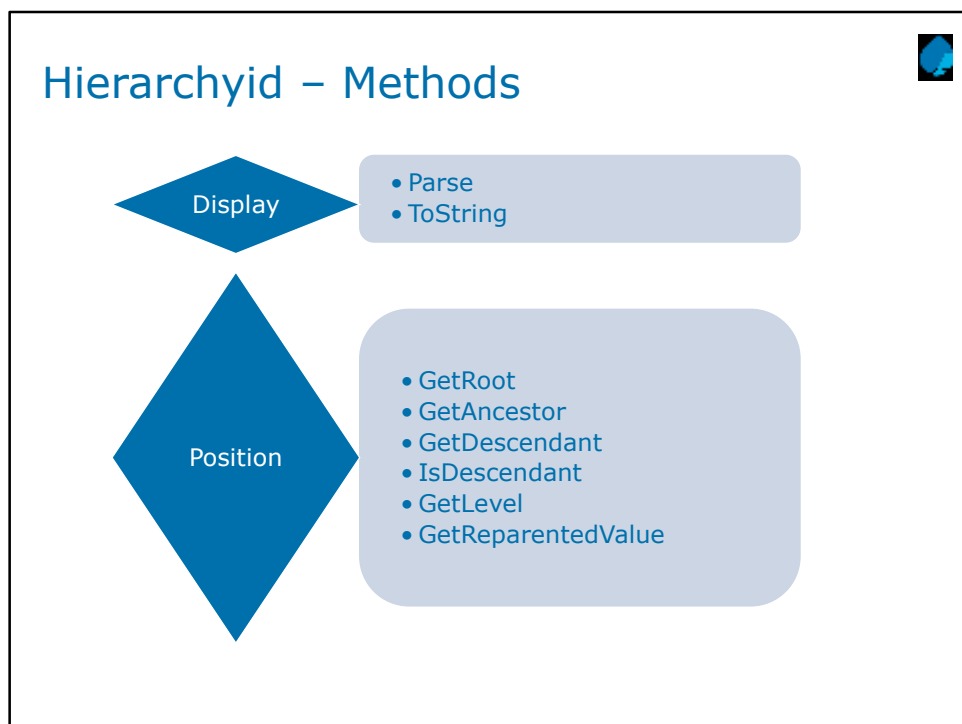 Hierarchyid – Methods
Display
• Parse
• ToString
Position
• GetRoot
• GetAncestor
• GetDescendant
• IsDescendant
• GetLevel
• GetReparentedValue